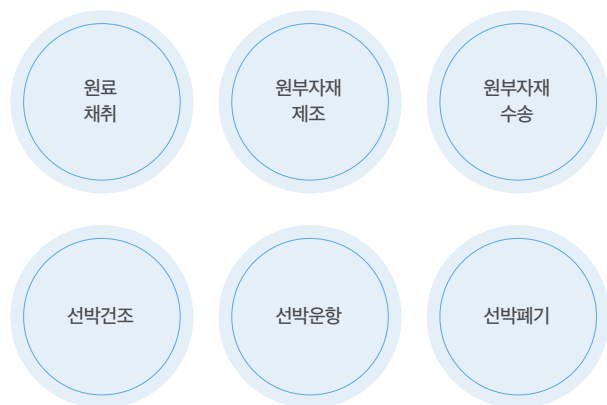 원료
채취
원부자재
제조
원부자재
수송
선박건조
선박운항
선박폐기